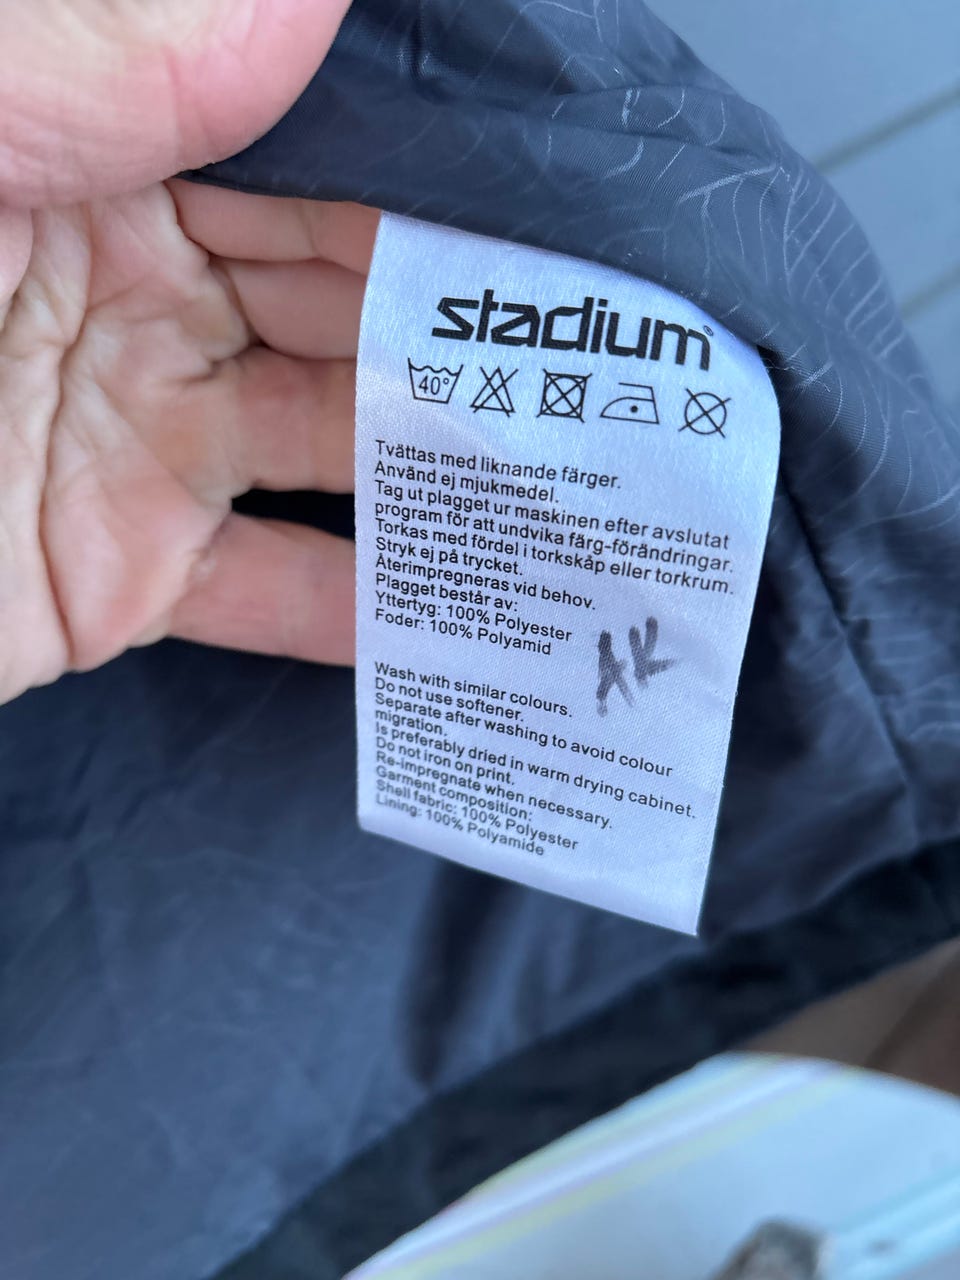 stadium®
40°
Tvättas med liknande färger.
Använd ej mjukmedel.
Tag ut plagget ur maskinen efter avslutat
program för att undvika färg-förändringar.
Torkas med fördel i torkskåp eller torkrum.
Stryk ej på trycket.
Återimpregneras vid behov.
Plagget består av:
Yttertyg: 100% Polyester
Foder: 100% Polyamid
AK
Wash with similar colours.
Do not use softener.
Separate after washing to avoid colour
migration.
Is preferably dried in warm drying cabinet.
Do not iron on print.
Re-impregnate when necessary.
Garment composition:
Shell fabric: 100% Polyester
Lining: 100% Polyamide